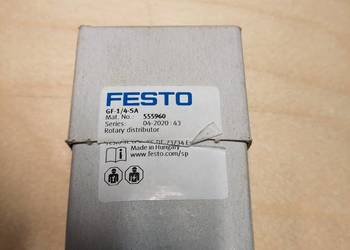 FESTO
GF-1/4-SA
Mat. No.: 555960
Series: 04-2020: 43
Rotary distributor
Made in Hungary
www.festo.com/sp